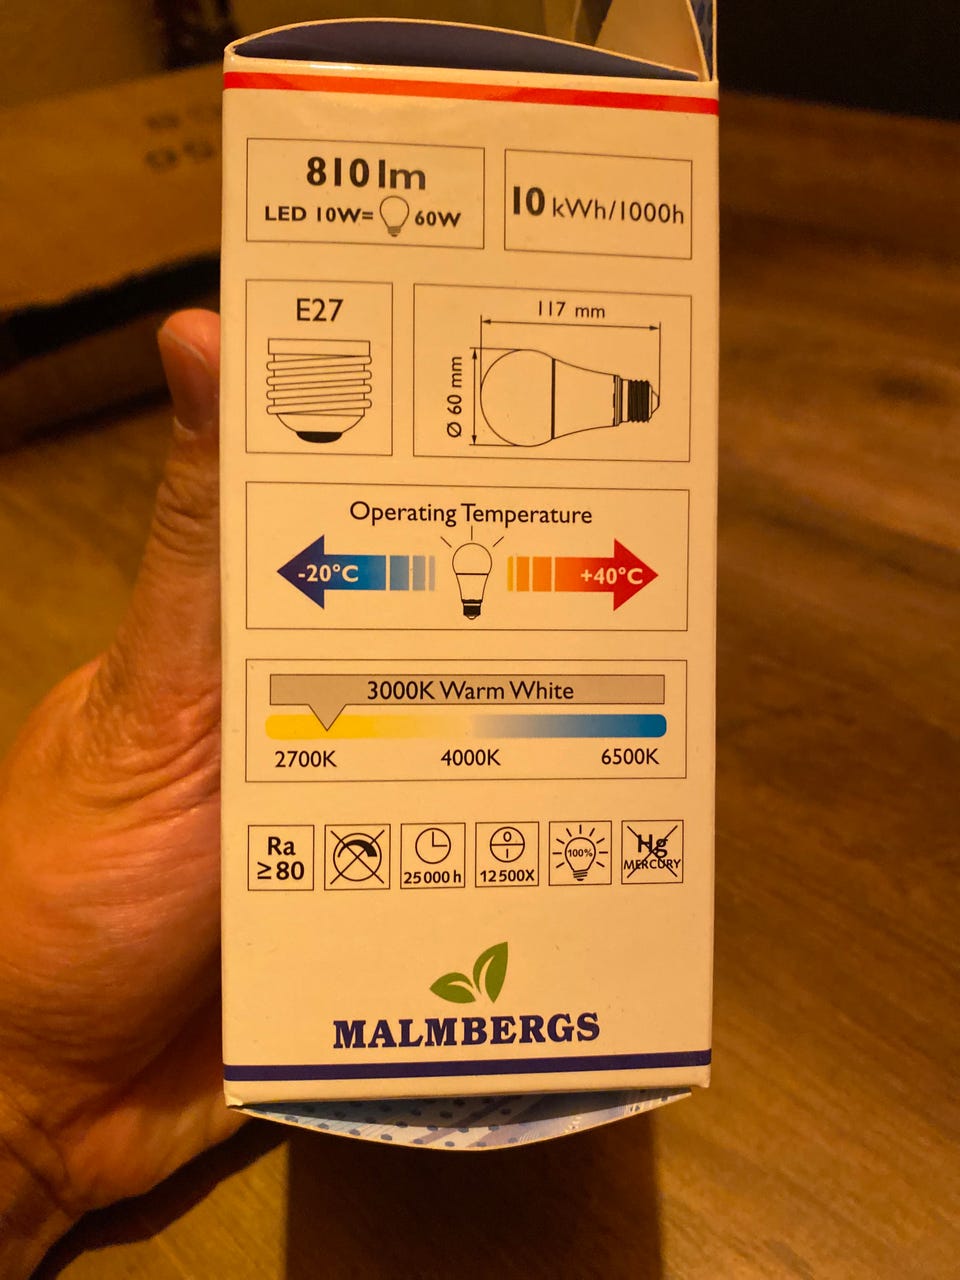 810 lm
LED 10W= 60W
10 kWh/1000h
E27
117 mm
Ø 60 mm
Operating Temperature
-20°C
+40°C
3000K Warm White
2700K 4000K 6500K
Ra
≥80
25000 h
O
I
12500X
100%
Hg
MERCURY
MALMBERGS